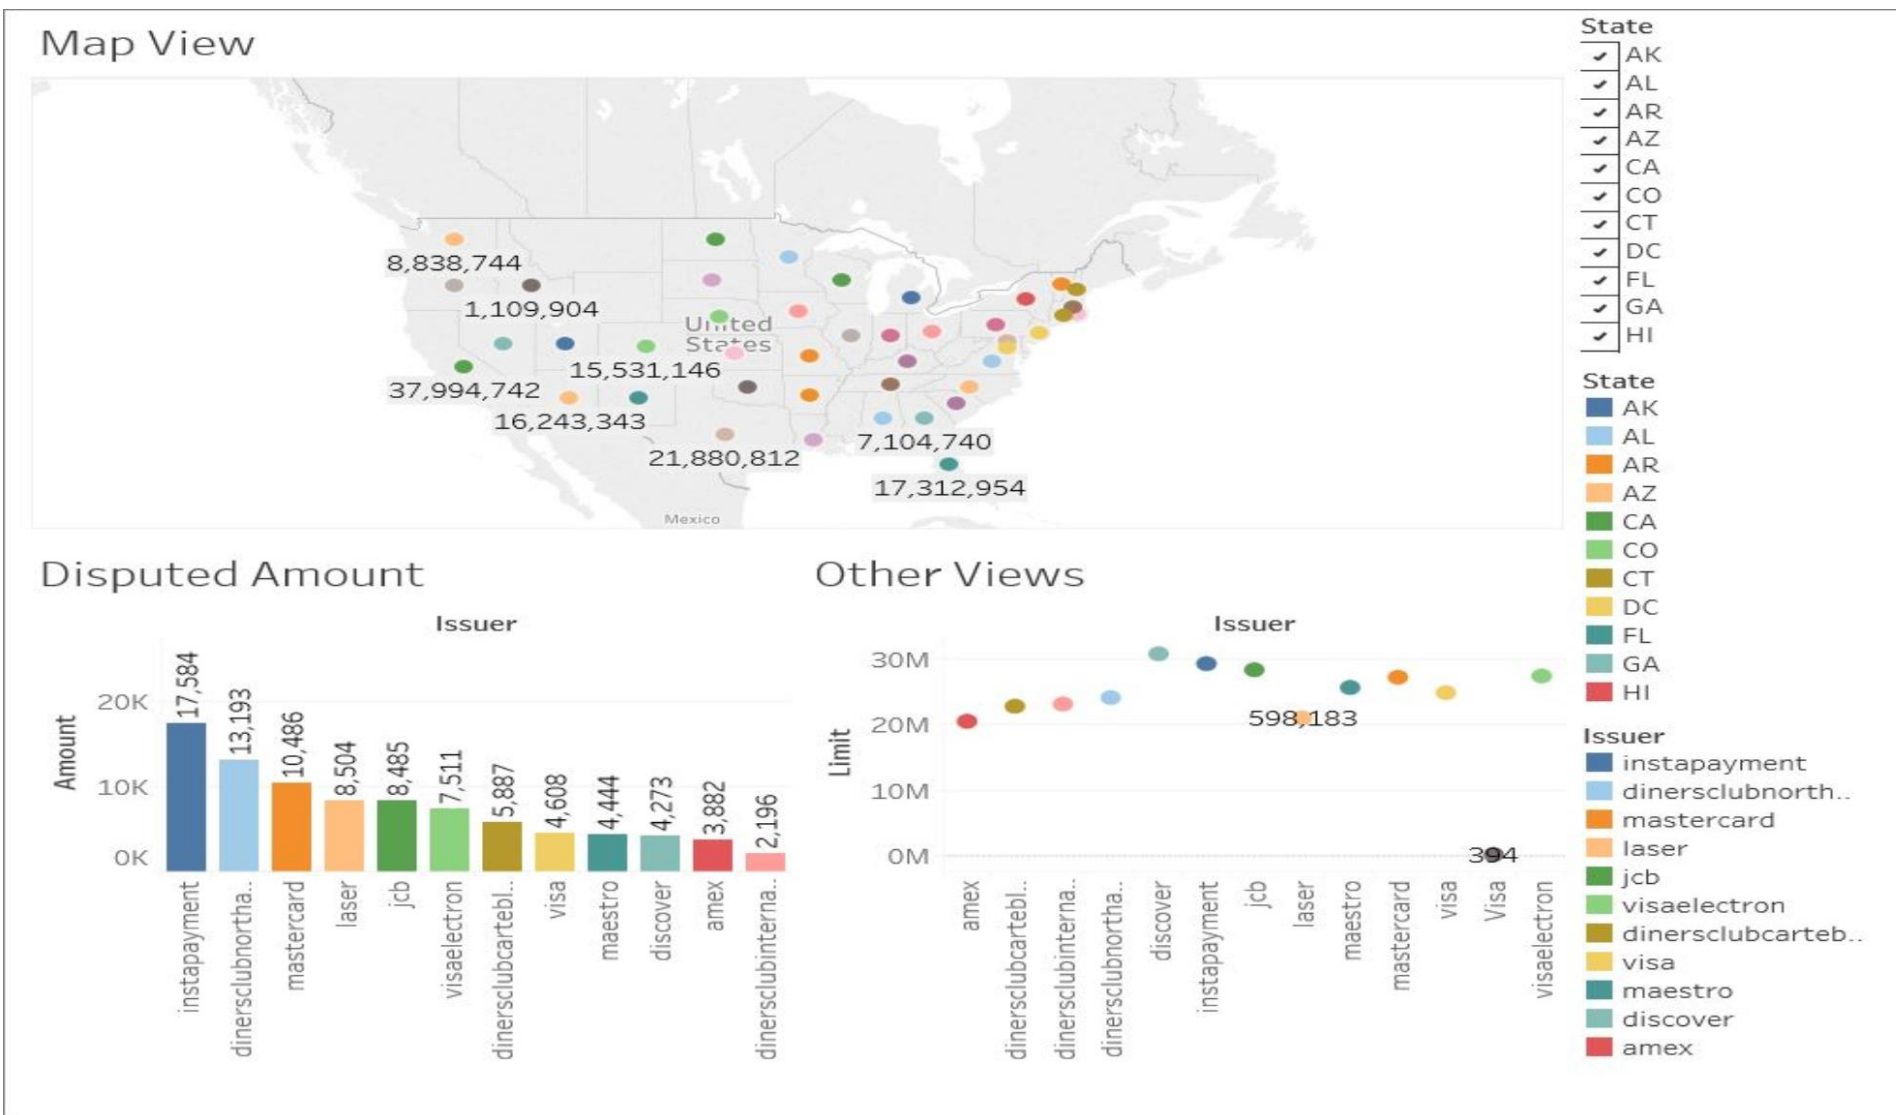 Map View
8,838,744
1,109,904
United
States
15,531,146
37,994,742
16,243,343
7,104,740
21,880,812
17,312,954
Mexico
State
AK
AL
AR
AZ
CA
CO
CT
DC
FL
GA
HI
State
AK
AL
AR
AZ
CA
CO
CT
DC
FL
GA
HI
Issuer
instapayment
dinersclubnorth..
mastercard
laser
jcb
visaelectron
dinersclubcarteb..
visa
maestro
discover
amex
Disputed Amount
Issuer
Amount
20K
10K
0K
17,584
13,193
10,486
8,504
8,485
7,511
5,887
4,608
4,444
4,273
3,882
2,196
instapayment
dinersclubnortha..
mastercard
laser
jcb
visaelectron
dinersclubcartebl..
visa
maestro
discover
amex
dinersclubinterna..
Other Views
Issuer
Limit
30M
20M
10M
0M
598,183
394
amex
dinersclubcartebl..
dinersclubinterna..
dinersclubnortha..
discover
instapayment
jcb
laser
maestro
mastercard
visa
Visa
visaelectron